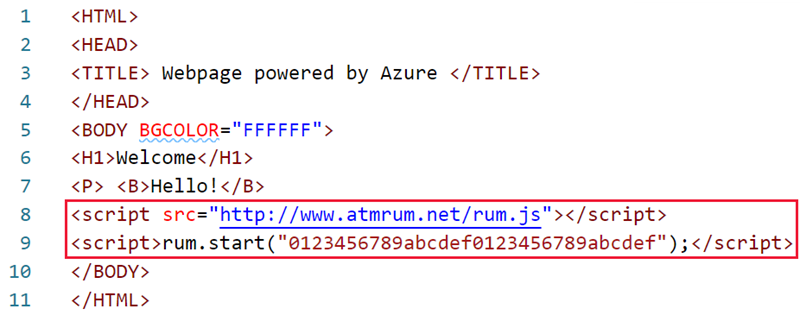 1 <HTML>
2 <HEAD>
3 <TITLE> Webpage powered by Azure </TITLE>
4 </HEAD>
5 <BODY BGCOLOR="FFFFFF">
6 <H1>Welcome</H1>
7 <P> <B>Hello!</B>
8 <script src="http://www.atmrum.net/rum.js"></script>
9 <script>rum.start("0123456789abcdef0123456789abcdef");</script>
10 </BODY>
11 </HTML>